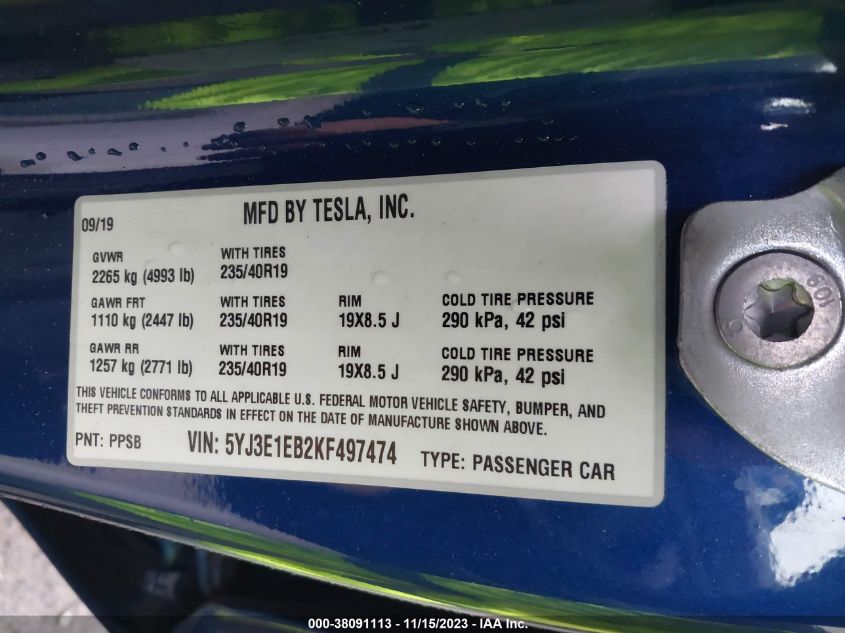 09/19 MFD BY TESLA, INC.
GVWR WITH TIRES
2265 kg (4993 lb) 235/40R19
GAWR FRT WITH TIRES RIM COLD TIRE PRESSURE
1110 kg (2447 lb) 235/40R19 19X8.5 J 290 kPa, 42 psi
GAWR RR WITH TIRES RIM COLD TIRE PRESSURE
1257 kg (2771 lb) 235/40R19 19X8.5 J 290 kPa, 42 psi
THIS VEHICLE CONFORMS TO ALL APPLICABLE U.S. FEDERAL MOTOR VEHICLE SAFETY, BUMPER, AND
THEFT PREVENTION STANDARDS IN EFFECT ON THE DATE OF MANUFACTURE SHOWN ABOVE.
PNT: PPSB VIN: 5YJ3E1EB2KF497474 TYPE: PASSENGER CAR
000-38091113 - 11/15/2023 - IAA Inc.